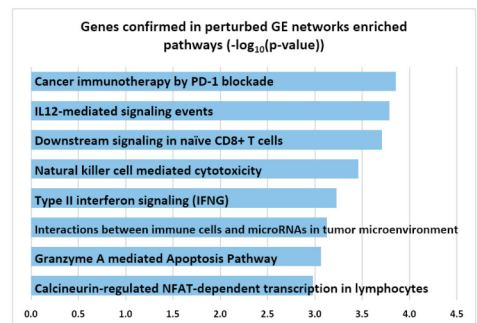 Genes confirmed in perturbed GE networks enriched
pathways (-log10(p-value))
Cancer immunotherapy by PD-1 blockade
IL12-mediated signaling events
Downstream signaling in naïve CD8+ T cells
Natural killer cell mediated cytotoxicity
Type II interferon signaling (IFNG)
Interactions between immune cells and microRNAs in tumor microenvironment
Granzyme A mediated Apoptosis Pathway
Calcineurin-regulated NFAT-dependent transcription in lymphocytes
0.0 0.5 1.0 1.5 2.0 2.5 3.0 3.5 4.0 4.5